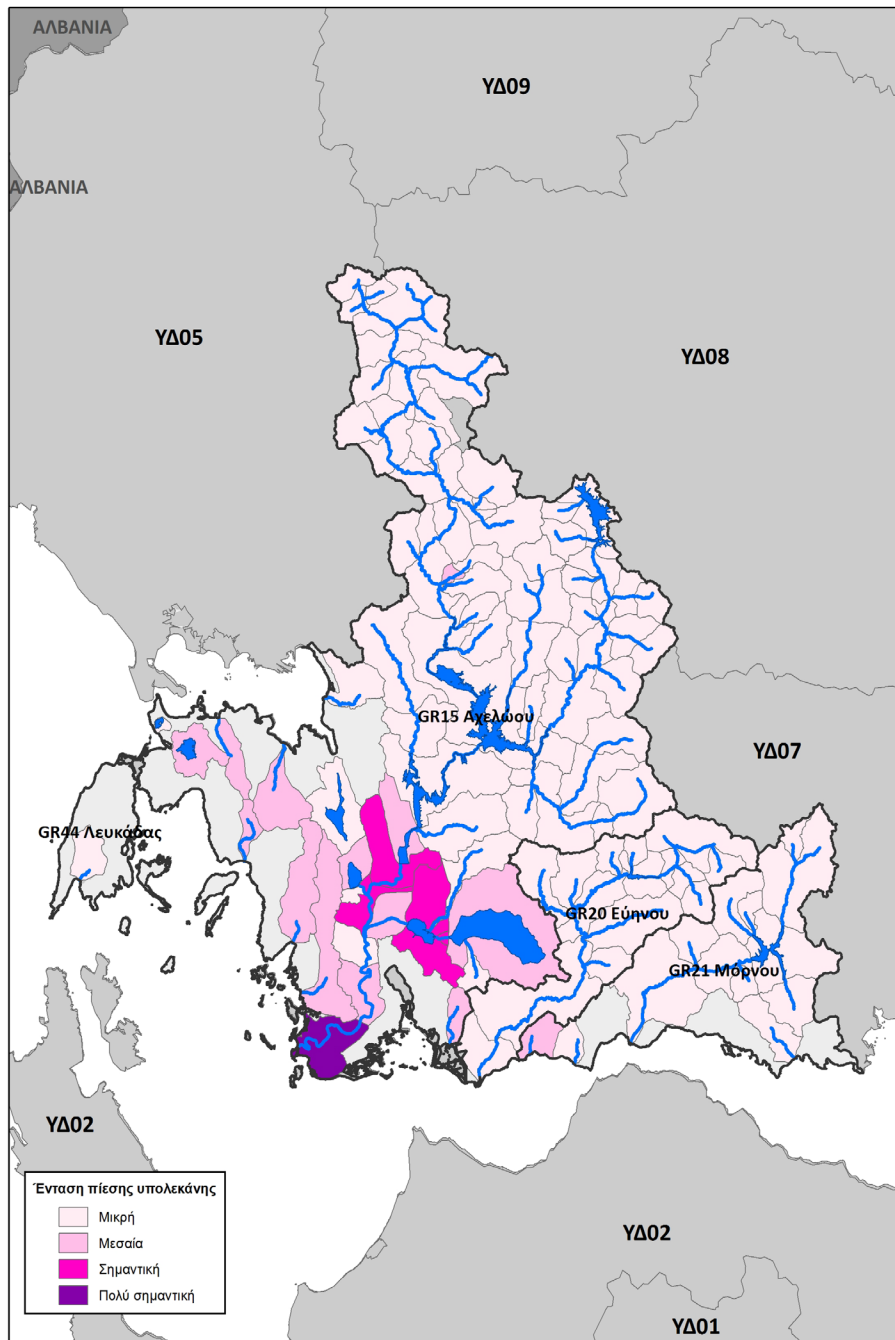 ΑΛΒΑΝΙΑ
ΥΔ09
ΑΛΒΑΝΙΑ
ΥΔ05
ΥΔ08
GR15 Αχελώου
ΥΔ07
GR44 Λευκάδας
GR20 Εύηνου
GR21 Μόρνου
ΥΔ02
Ένταση πίεσης υπολεκάνης
Μικρή
Μεσαία
Σημαντική
Πολύ σημαντική
ΥΔ02
ΥΔ01